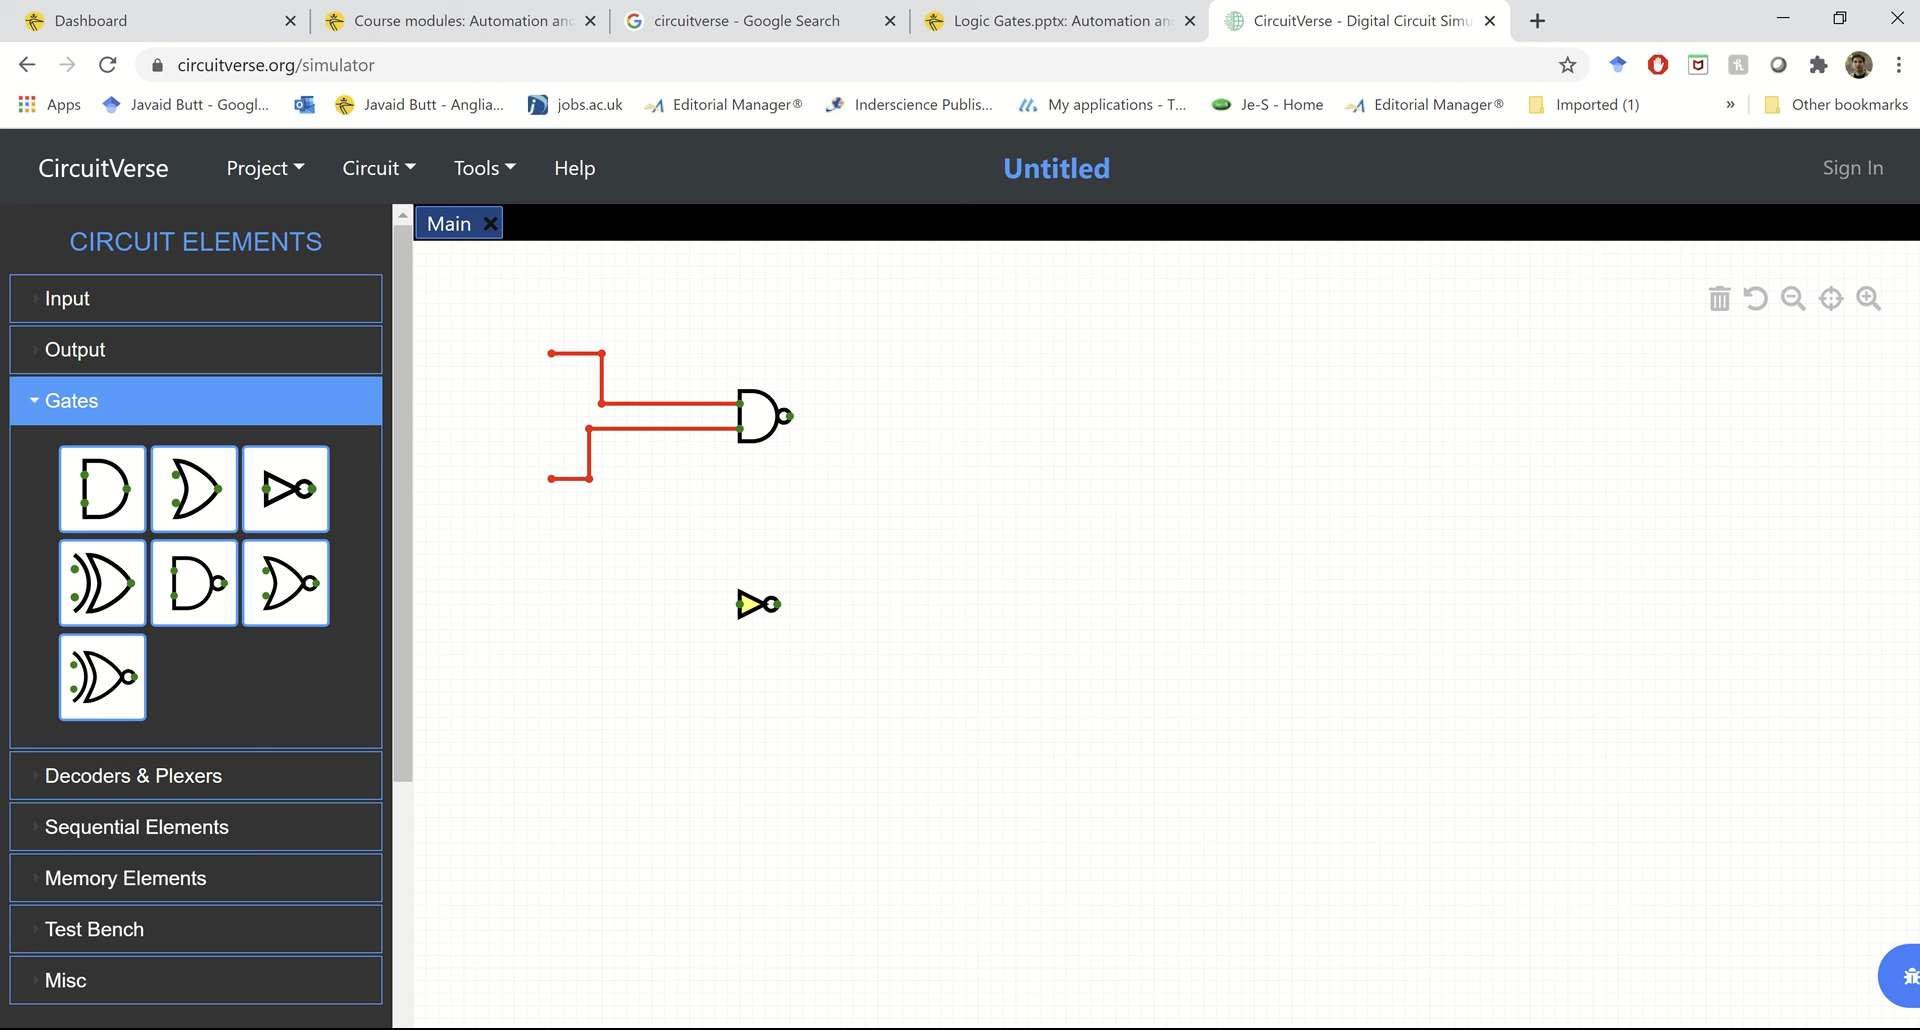 Dashboard
Course modules: Automation an
circuitverse - Google Search
Logic Gates.pptx: Automation an
CircuitVerse - Digital Circuit Simu
circuitverse.org/simulator
Apps
Javaid Butt - Googl...
Javaid Butt - Anglia...
jobs.ac.uk
Editorial Manager®
Inderscience Publis...
My applications - T...
Je-S - Home
Editorial Manager®
Imported (1)
»
Other bookmarks
CircuitVerse
Project
Circuit
Tools
Help
Untitled
Sign In
CIRCUIT ELEMENTS
Main
Input
Output
Gates
Decoders & Plexers
Sequential Elements
Memory Elements
Test Bench
Misc